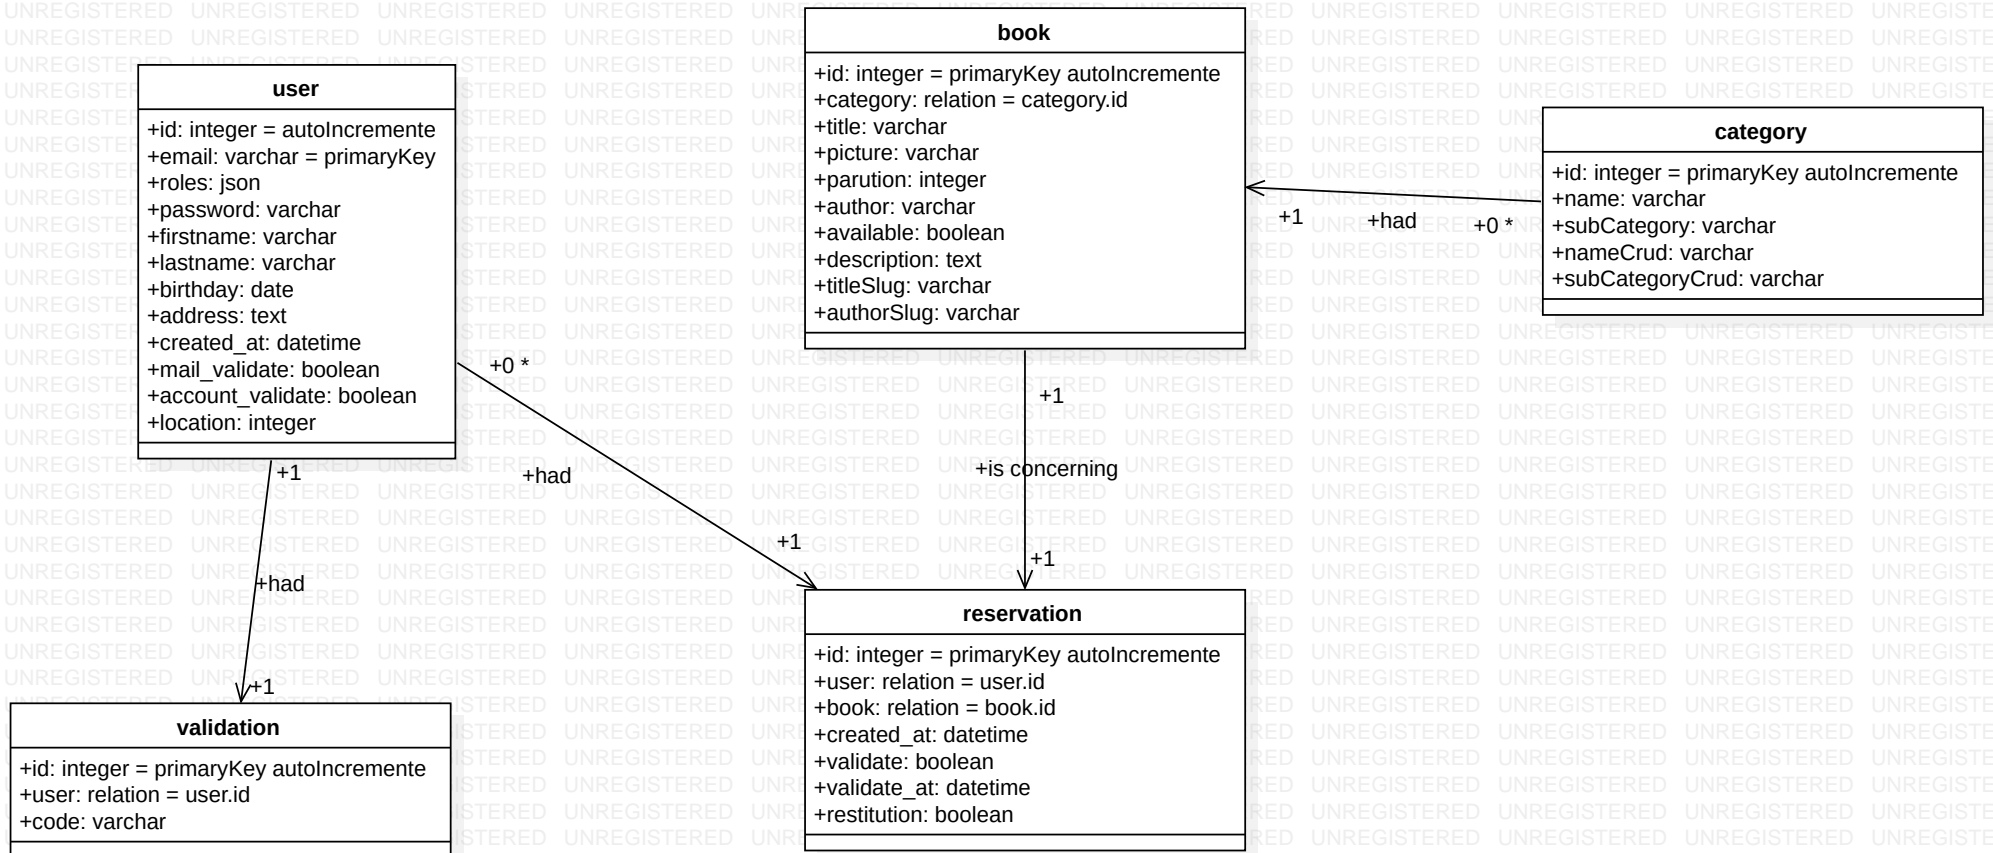 user
+id: integer = autoIncremente
+email: varchar = primaryKey
+roles: json
+password: varchar
+firstname: varchar
+lastname: varchar
+birthday: date
+address: text
+created_at: datetime
+mail_validate: boolean
+account_validate: boolean
+location: integer
book
+id: integer = primaryKey autoIncremente
+category: relation = category.id
+title: varchar
+picture: varchar
+parution: integer
+author: varchar
+available: boolean
+description: text
+titleSlug: varchar
+authorSlug: varchar
category
+id: integer = primaryKey autoIncremente
+name: varchar
+subCategory: varchar
+nameCrud: varchar
+subCategoryCrud: varchar
+1
+had
+0 *
+0 *
+had
+1
+1
+is concerning
+1
+1
+had
+1
validation
+id: integer = primaryKey autoIncremente
+user: relation = user.id
+code: varchar
reservation
+id: integer = primaryKey autoIncremente
+user: relation = user.id
+book: relation = book.id
+created_at: datetime
+validate: boolean
+validate_at: datetime
+restitution: boolean
UNREGISTERED